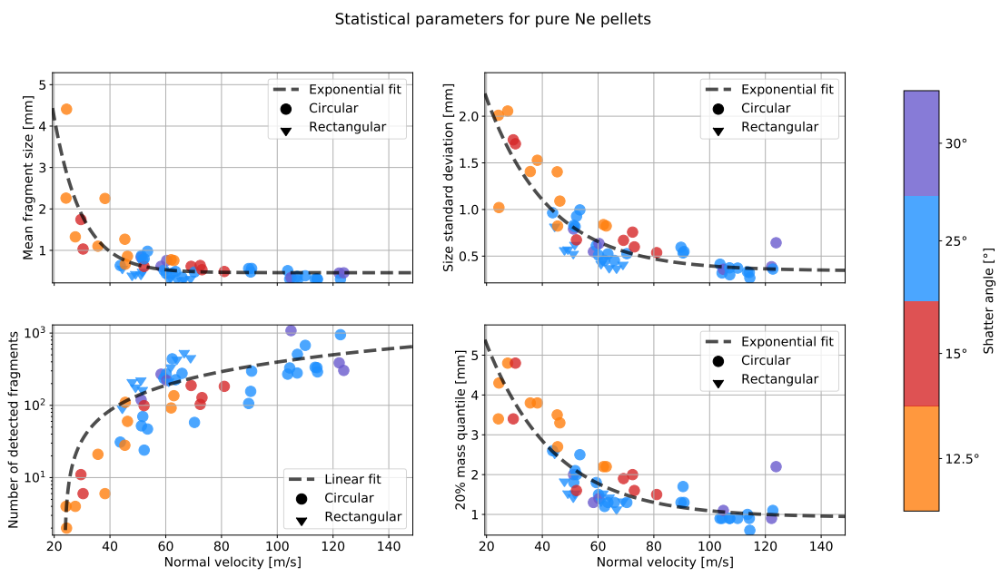 Statistical parameters for pure Ne pellets
Mean fragment size [mm]
5
4
3
2
1
Exponential fit
Circular
Rectangular
Size standard deviation [mm]
2.0
1.5
1.0
0.5
Exponential fit
Circular
Rectangular
Number of detected fragments
10³
10²
10¹
Linear fit
Circular
Rectangular
20 40 60 80 100 120 140
Normal velocity [m/s]
20% mass quantile [mm]
5
4
3
2
1
Exponential fit
Circular
Rectangular
20 40 60 80 100 120 140
Normal velocity [m/s]
30°
25°
15°
12.5°
Shatter angle [°]